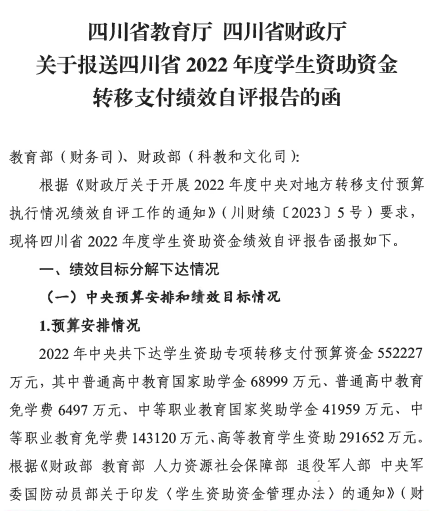 四川省教育厅 四川省财政厅
关于报送四川省 2022 年度学生资助资金
转移支付绩效自评报告的函
教育部（财务司）、财政部（科教和文化司）：
根据《财政厅关于开展 2022 年度中央对地方转移支付预算
执行情况绩效自评工作的通知》（川财绩〔2023〕5 号）要求，
现将四川省 2022 年度学生资助资金绩效自评报告函报如下。
一、绩效目标分解下达情况
（一）中央预算安排和绩效目标情况
1.预算安排情况
2022 年中央共下达学生资助专项转移支付预算资金 552227
万元，其中普通高中教育国家助学金 68999 万元、普通高中教育
免学费 6497 万元、中等职业教育国家奖助学金 41959 万元、中
等职业教育免学费 143120 万元、高等教育学生资助 291652 万元。
根据《财政部 教育部 人力资源社会保障部 退役军人部 中央军
委国防动员部关于印发〈学生资助资金管理办法〉的通知》（财